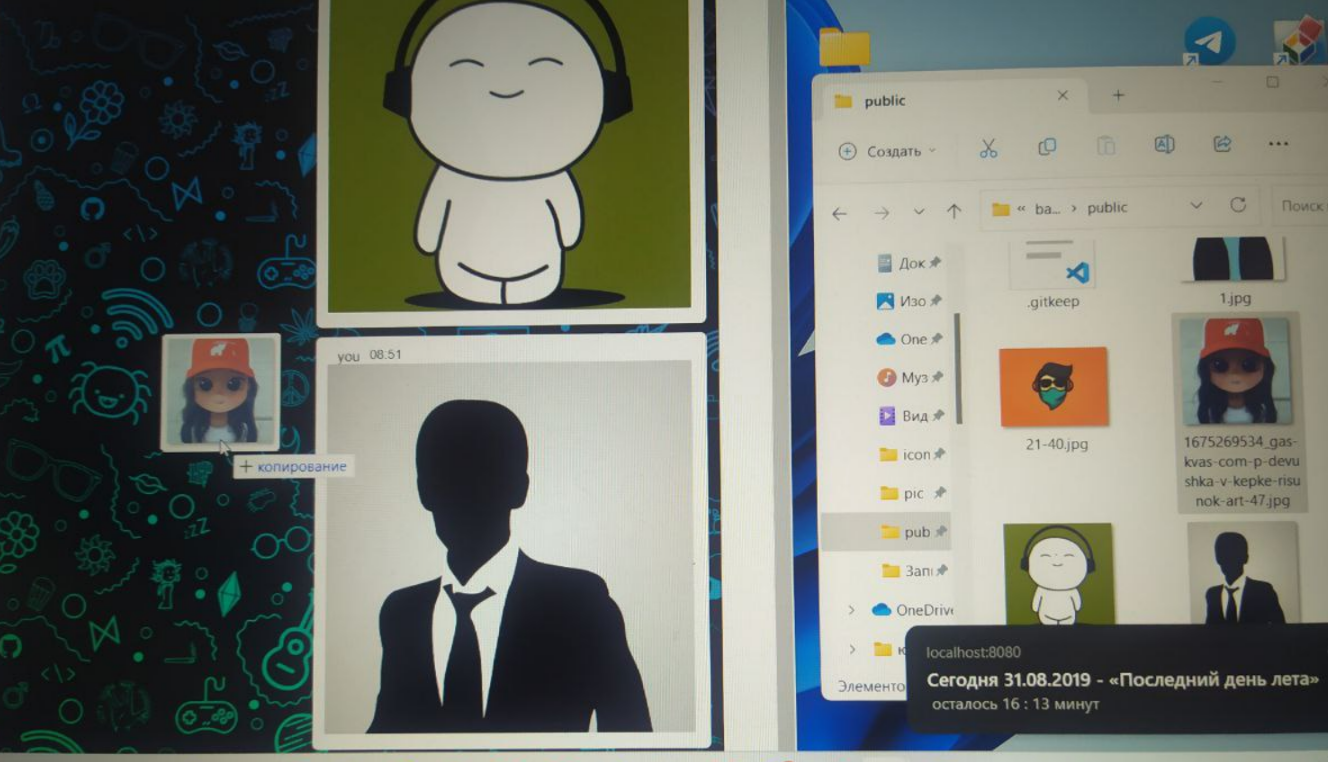 you 08:51
+ копирование
public
Создать
« ba... > public
Поиск
Док
Изо
One
Муз
Вид
icon
pic
pub
Запи
OneDrive
Элементо
.gitkeep
1.jpg
21-40.jpg
1675269534_gas-
kvas-com-p-devu
shka-v-kepke-risu
nok-art-47.jpg
localhost:8080
Сегодня 31.08.2019 - «Последний день лета»
осталось 16 : 13 минут